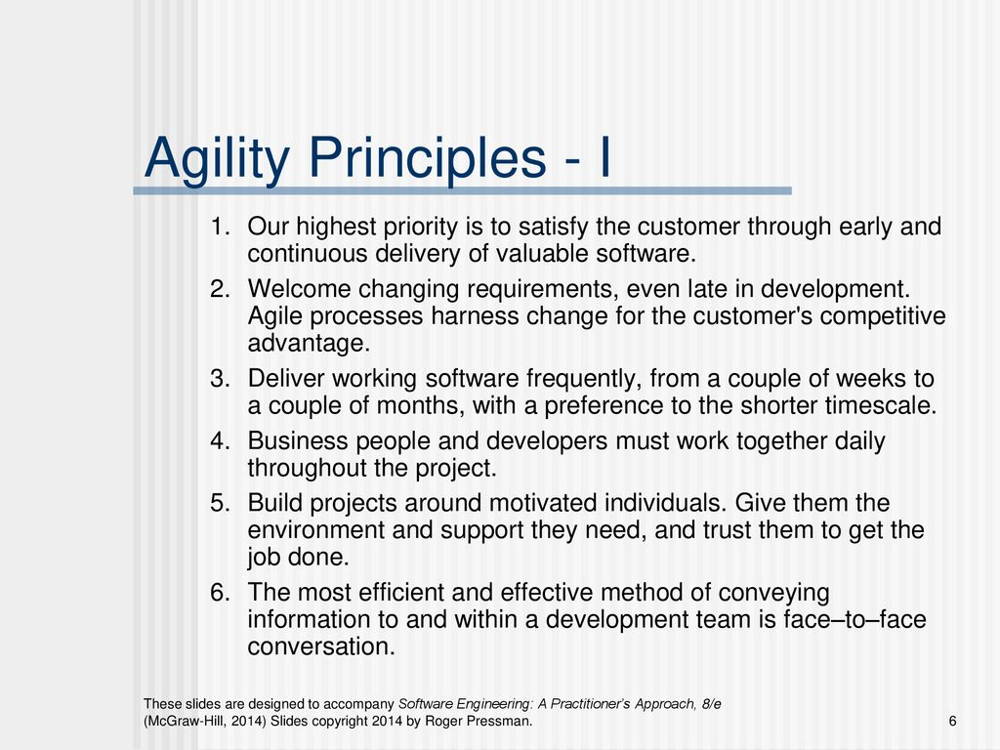 Agility Principles - I
1. Our highest priority is to satisfy the customer through early and
continuous delivery of valuable software.
2. Welcome changing requirements, even late in development.
Agile processes harness change for the customer's competitive
advantage.
3. Deliver working software frequently, from a couple of weeks to
a couple of months, with a preference to the shorter timescale.
4. Business people and developers must work together daily
throughout the project.
5. Build projects around motivated individuals. Give them the
environment and support they need, and trust them to get the
job done.
6. The most efficient and effective method of conveying
information to and within a development team is face–to–face
conversation.
These slides are designed to accompany Software Engineering: A Practitioner’s Approach, 8/e
(McGraw-Hill, 2014) Slides copyright 2014 by Roger Pressman.
6